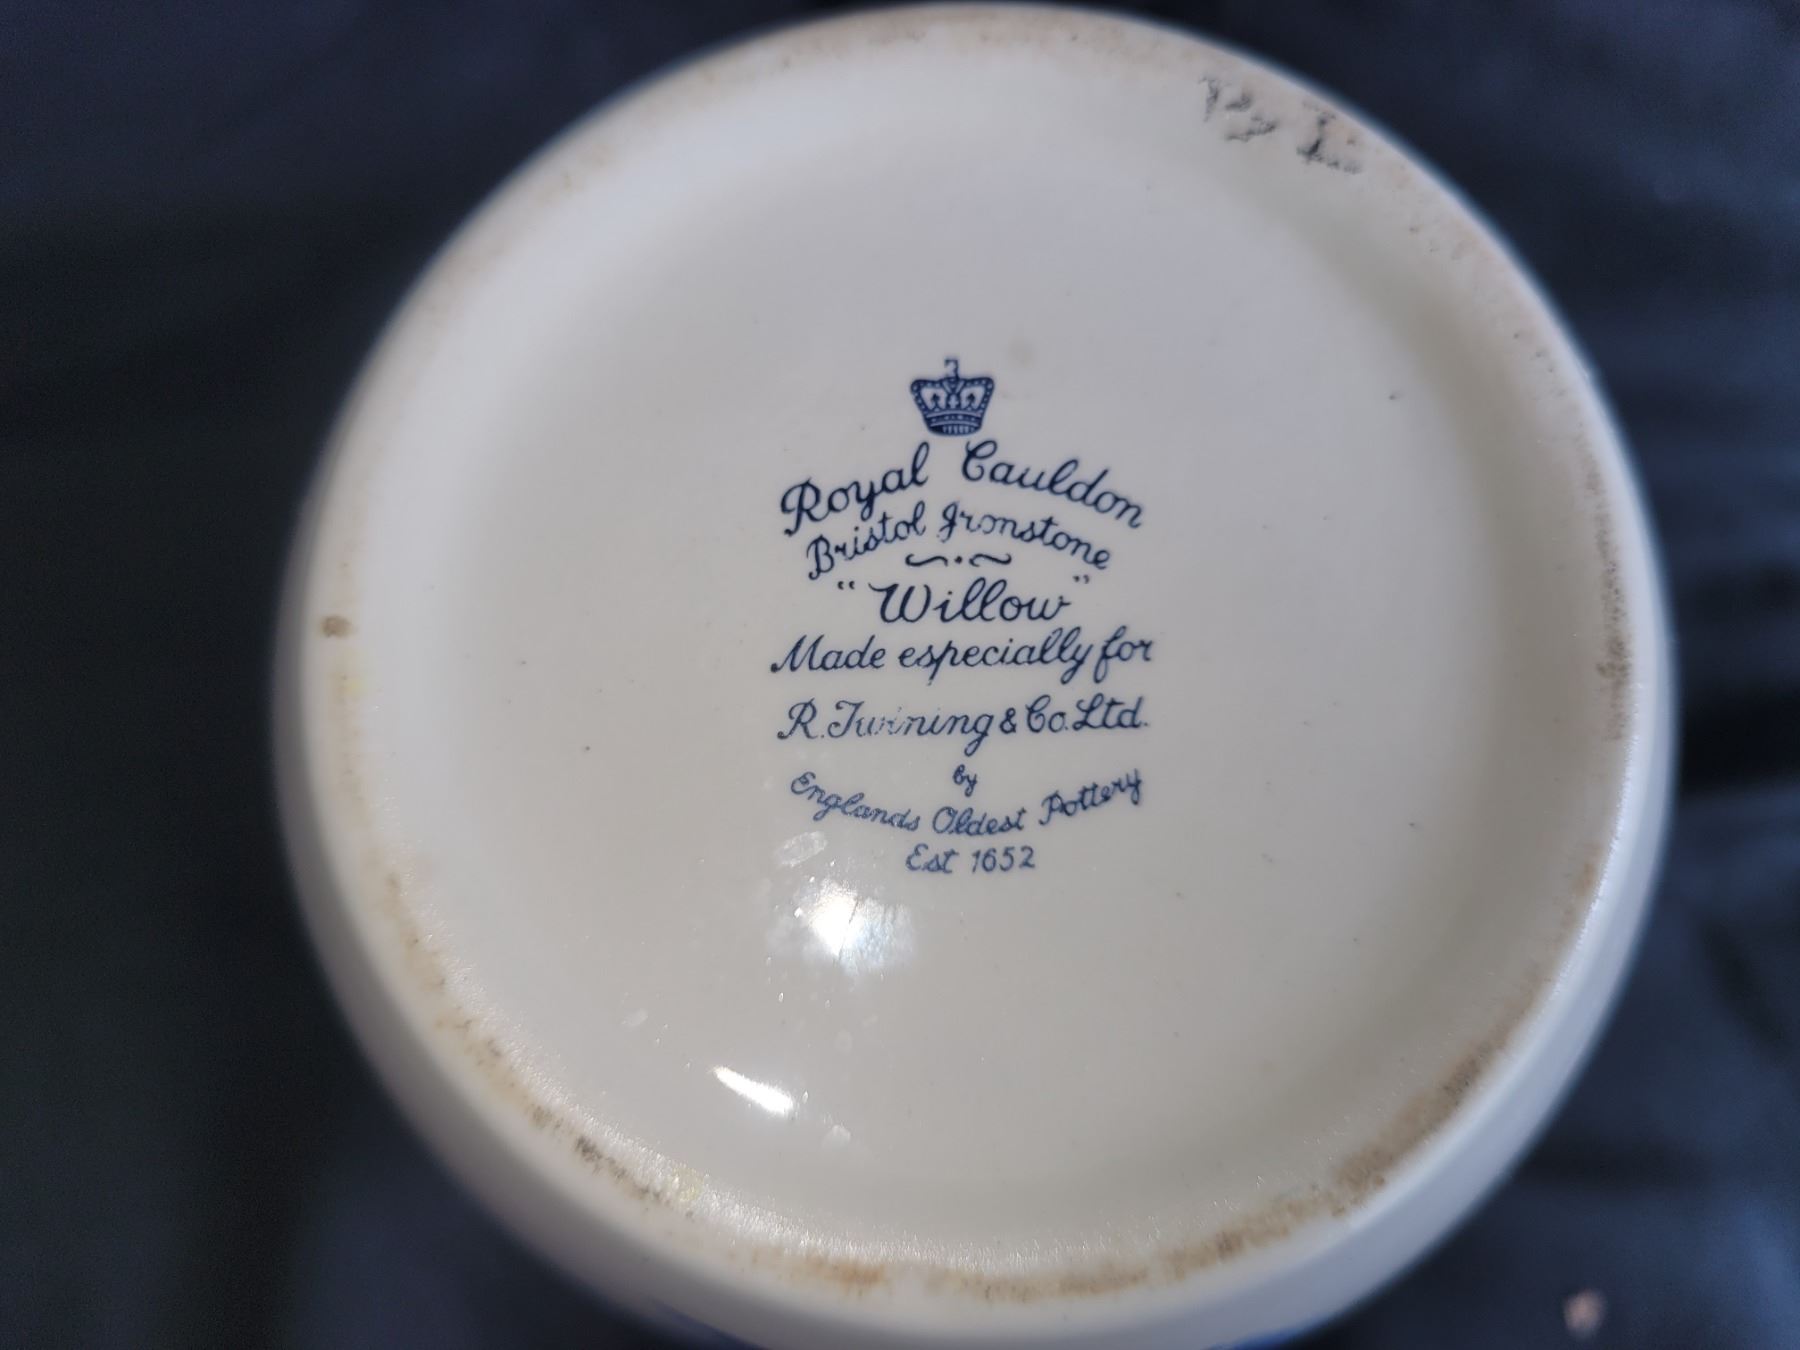 Royal Cauldon
Bristol Ironstone
"Willow"
Made especially for
R. Twining & Co. Ltd.
by
Englands Oldest Pottery
Est 1652